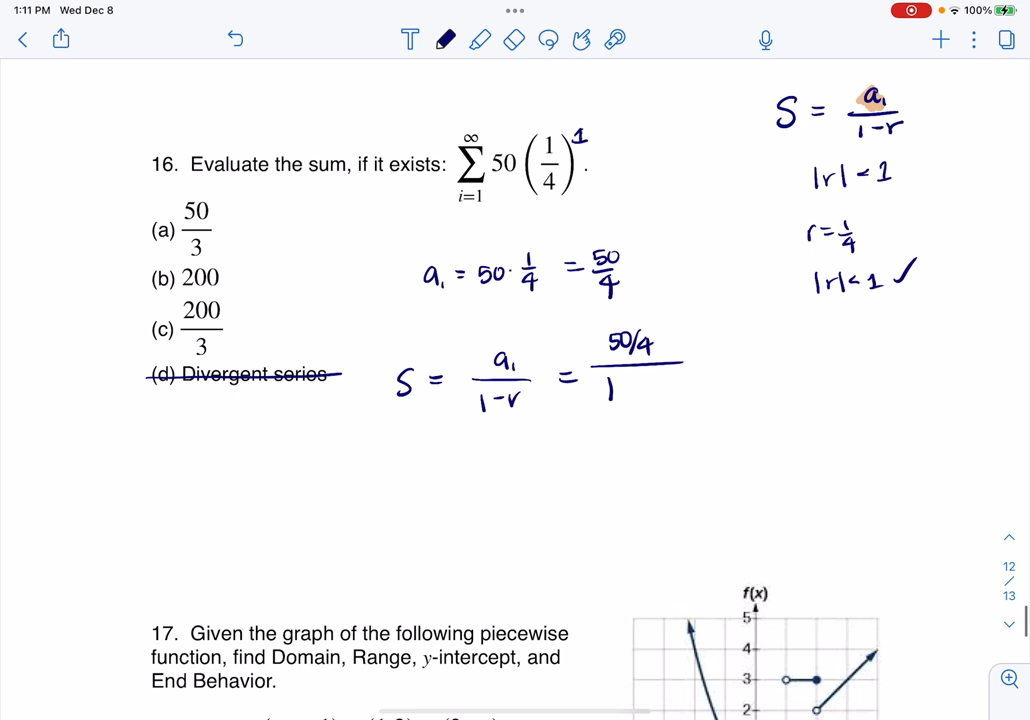 1:11 PM Wed Dec 8
100%
T
S = a₁/(1-r)
16. Evaluate the sum, if it exists: ∑_{i=1}^{∞} 50 (1/4)^1.
|r| < 1
(a) 50/3
r = 1/4
(b) 200
a₁ = 50 · 1/4 = 50/4
|r| < 1 ✓
(c) 200/3
(d) Divergent series
S = a₁/(1-r) = (50/4)/1
12
/
13
f(x)
5
17. Given the graph of the following piecewise
function, find Domain, Range, y-intercept, and
End Behavior.
4
3
2